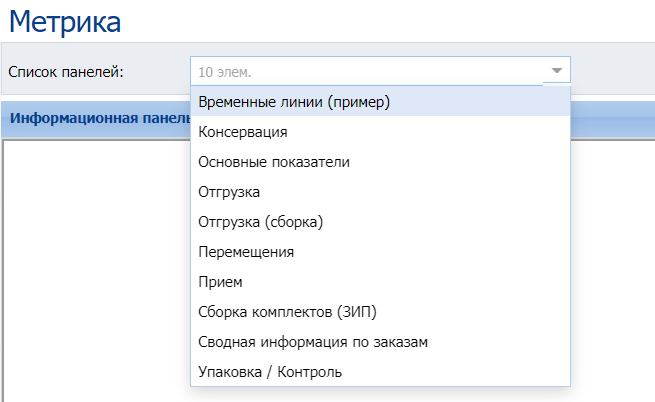 Метрика
Список панелей:
10 элем.
Временные линии (пример)
Информационная панель
Консервация
Основные показатели
Отгрузка
Отгрузка (сборка)
Перемещения
Прием
Сборка комплектов (ЗИП)
Сводная информация по заказам
Упаковка / Контроль